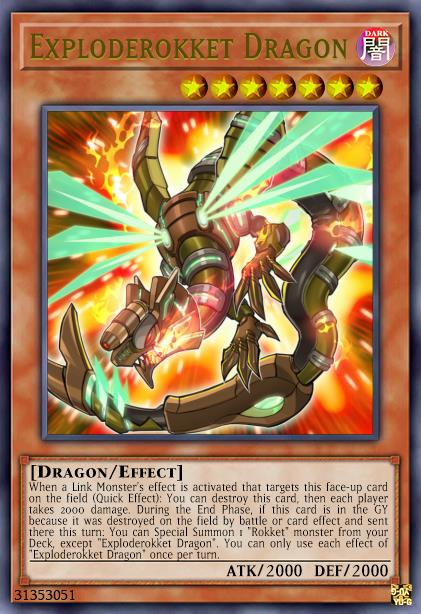 EXPLODEROKKET DRAGON
DARK
闇
[DRAGON/EFFECT]
When a Link Monster's effect is activated that targets this face-up card
on the field (Quick Effect): You can destroy this card, then each player
takes 2000 damage. During the End Phase, if this card is in the GY
because it was destroyed on the field by battle or card effect and sent
there this turn: You can Special Summon 1 "Rokket" monster from
your Deck, except "Exploderokket Dragon". You can only use each effect of
"Exploderokket Dragon" once per turn.
ATK/2000 DEF/2000
31353051